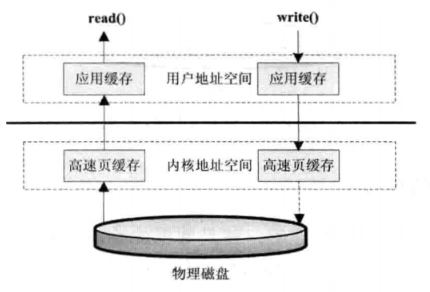 read()
write()
应用缓存
用户地址空间
应用缓存
高速页缓存
内核地址空间
高速页缓存
物理磁盘